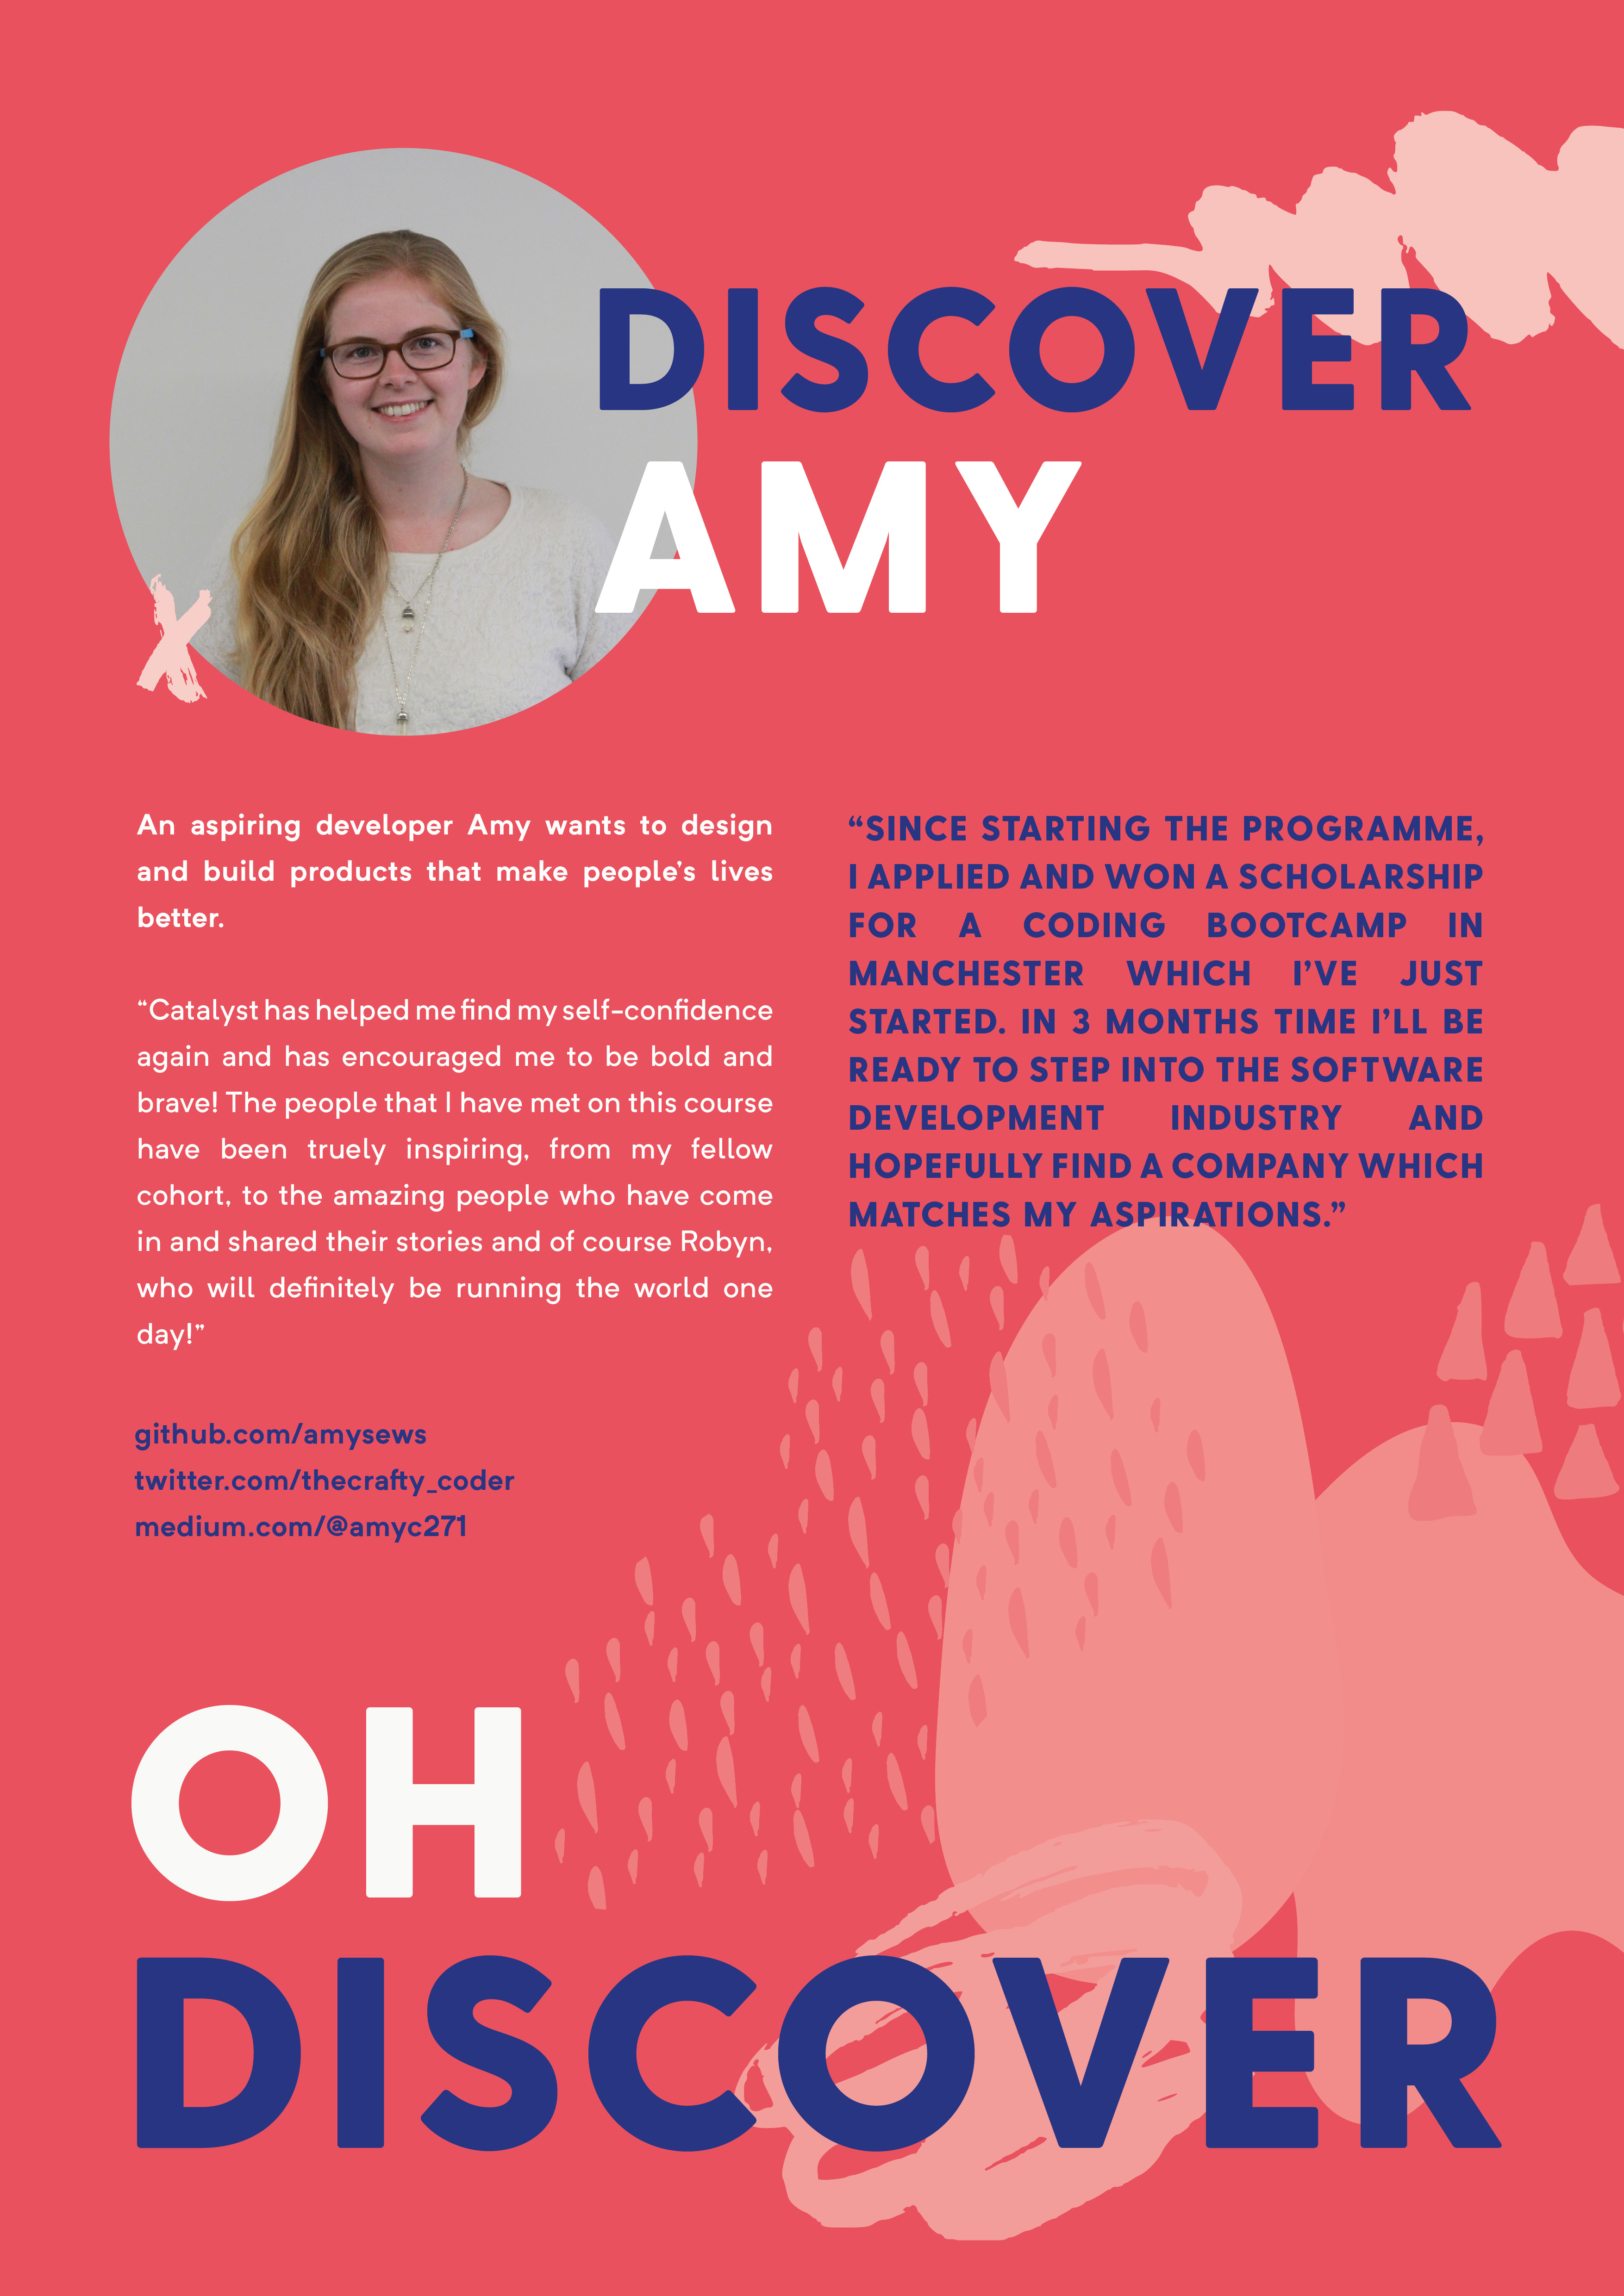 DISCOVER
AMY
An aspiring developer Amy wants to design
and build products that make people's lives
better.
“Catalyst has helped me find my self-confidence
again and has encouraged me to be bold and
brave! The people that I have met on this course
have been truely inspiring, from my fellow
cohort, to the amazing people who have come
in and shared their stories and of course Robyn,
who will definitely be running the world one
day!”
github.com/amysews
twitter.com/thecrafty_coder
medium.com/@amyc271
“SINCE STARTING THE PROGRAMME,
I APPLIED AND WON A SCHOLARSHIP
FOR A CODING BOOTCAMP IN
MANCHESTER WHICH I’VE JUST
STARTED. IN 3 MONTHS TIME I’LL BE
READY TO STEP INTO THE SOFTWARE
DEVELOPMENT INDUSTRY AND
HOPEFULLY FIND A COMPANY WHICH
MATCHES MY ASPIRATIONS.”
OH
DISCOVER